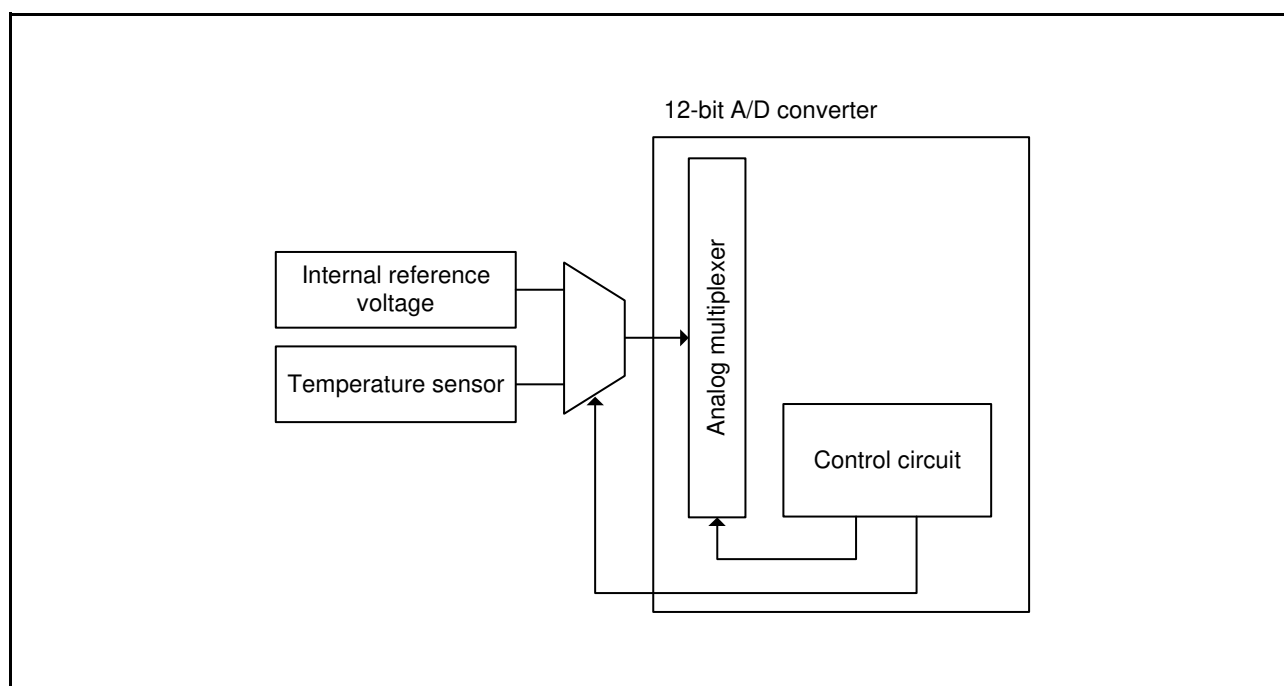 12-bit A/D converter
Internal reference
voltage
Temperature sensor
Analog multiplexer
Control circuit